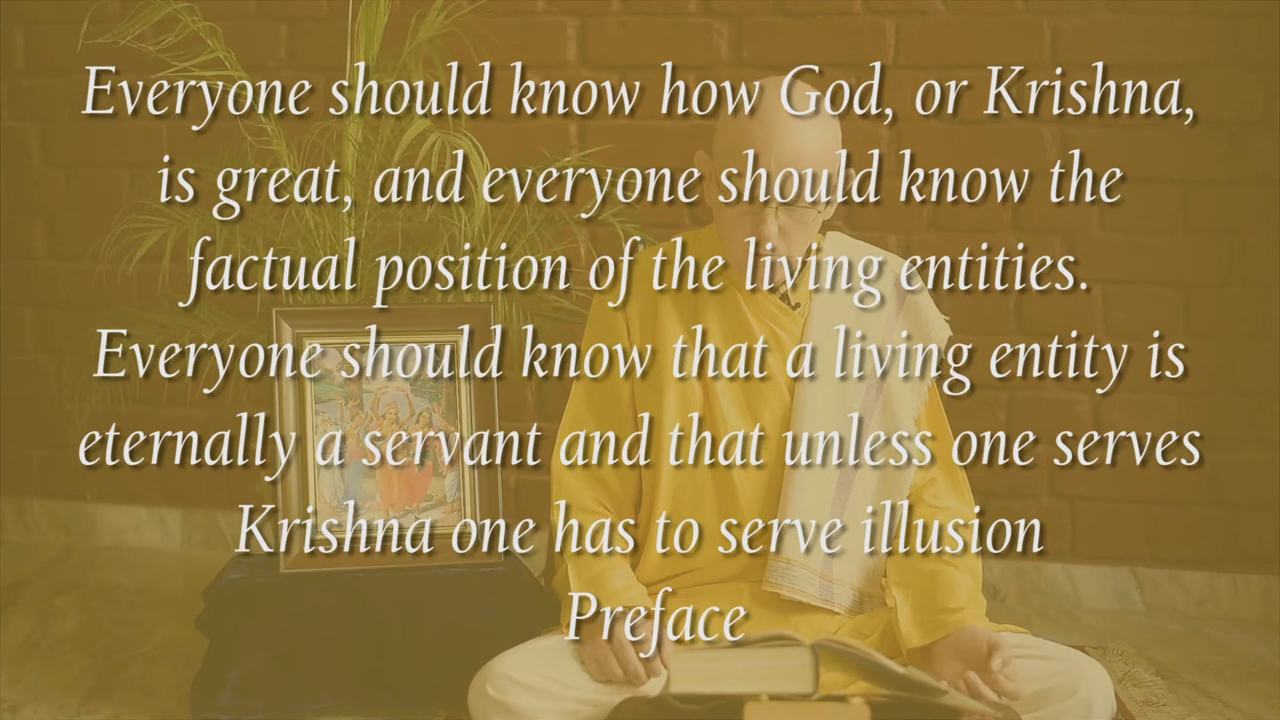 Everyone should know how God, or Krishna,
is great, and everyone should know the
factual position of the living entities.
Everyone should know that a living entity is
eternally a servant and that unless one serves
Krishna one has to serve illusion
Preface